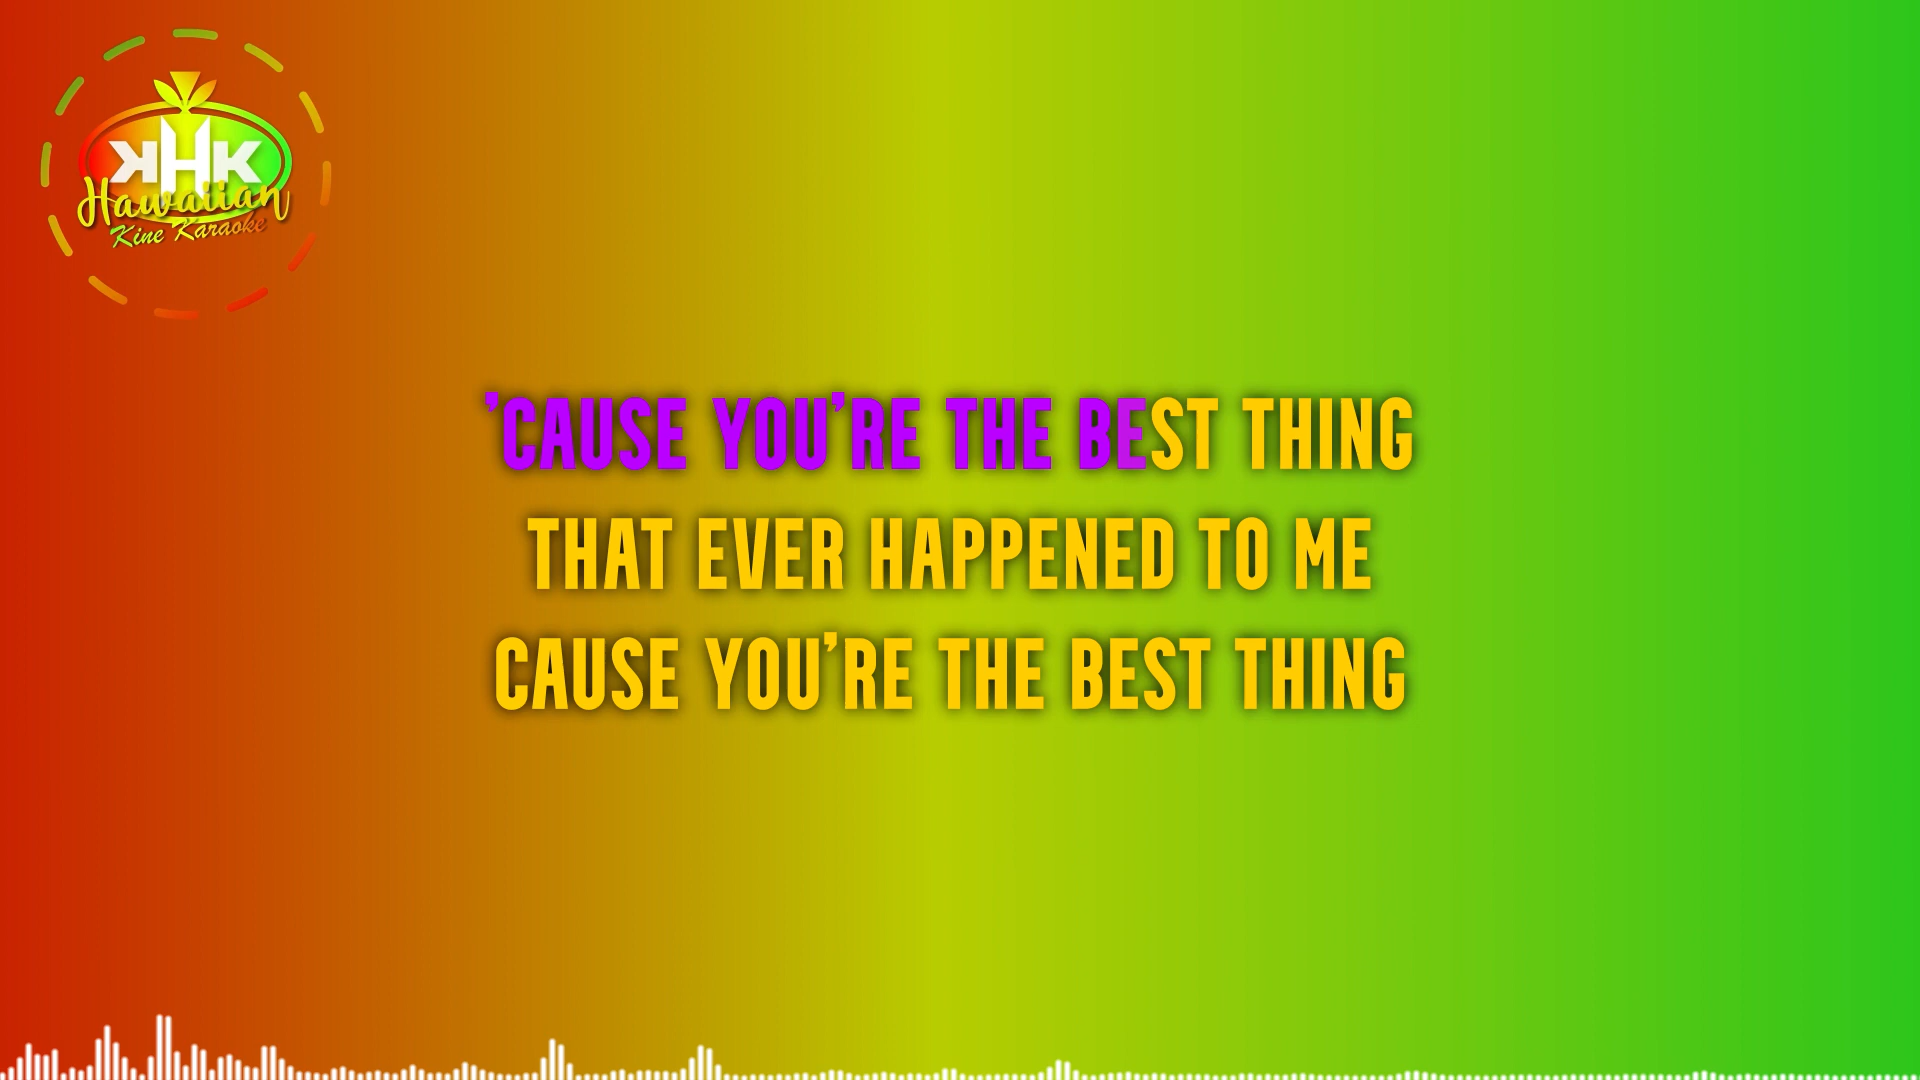 KHK
Hawaiian
Kine Karaoke
'CAUSE YOU'RE THE BEST THING
THAT EVER HAPPENED TO ME
CAUSE YOU'RE THE BEST THING